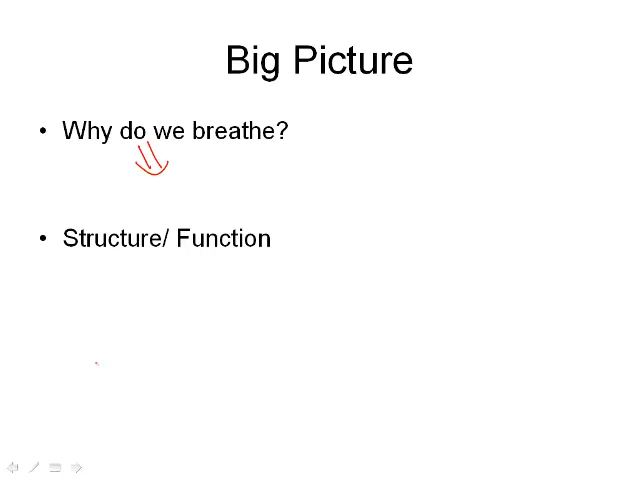 Big Picture
• Why do we breathe?
• Structure/ Function